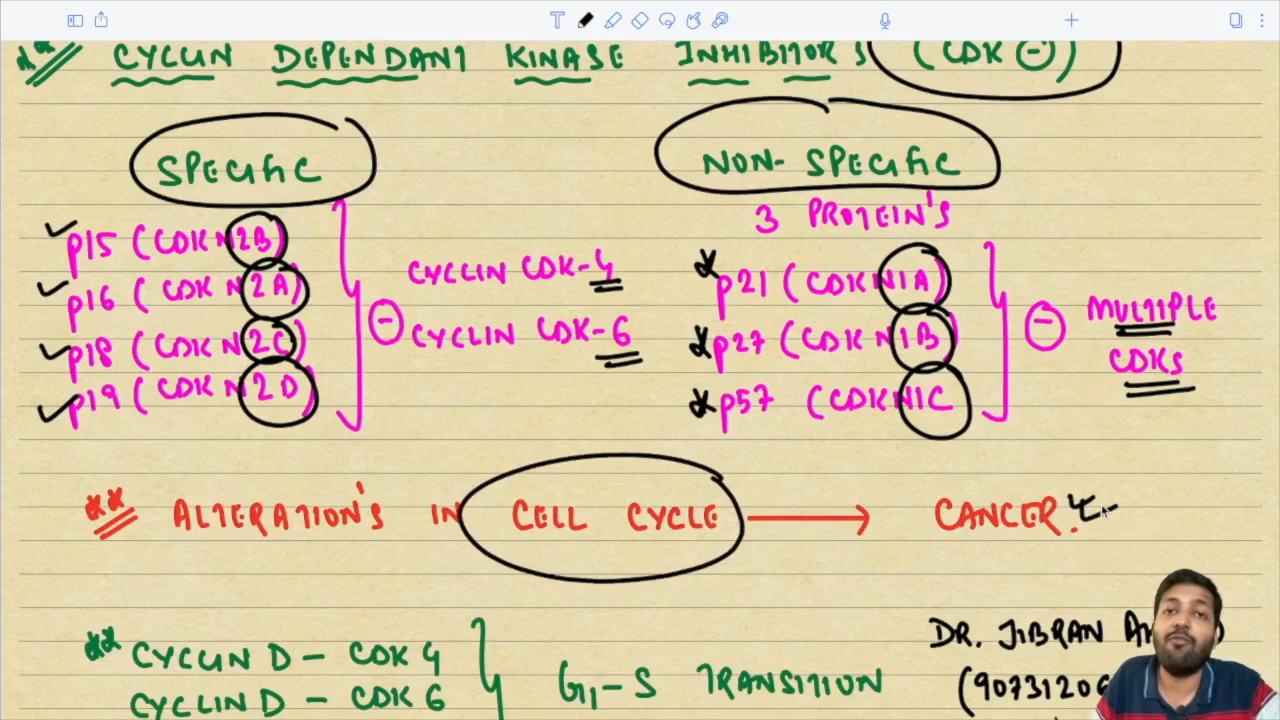 ** CYCLIN DEPENDANT KINASE INHIBITOR'S (CDK ⊖)
SPECIFIC
p15 (CDKN2B)
p16 (CDKN2A)
p18 (CDKN2C)
p19 (CDKN2D)
⊖ CYCLIN CDK-4
CYCLIN CDK-6
NON-SPECIFIC
3 PROTEIN'S
* p21 (CDKN1A)
* p27 (CDKN1B)
* p57 (CDKN1C
⊖ MULTIPLE
CDKS
** ALTERATION'S IN CELL CYCLE → CANCER.
** CYCLIN D - CDK 4
CYCLIN D - CDK 6
G1-S TRANSITION
DR. JIBRAN